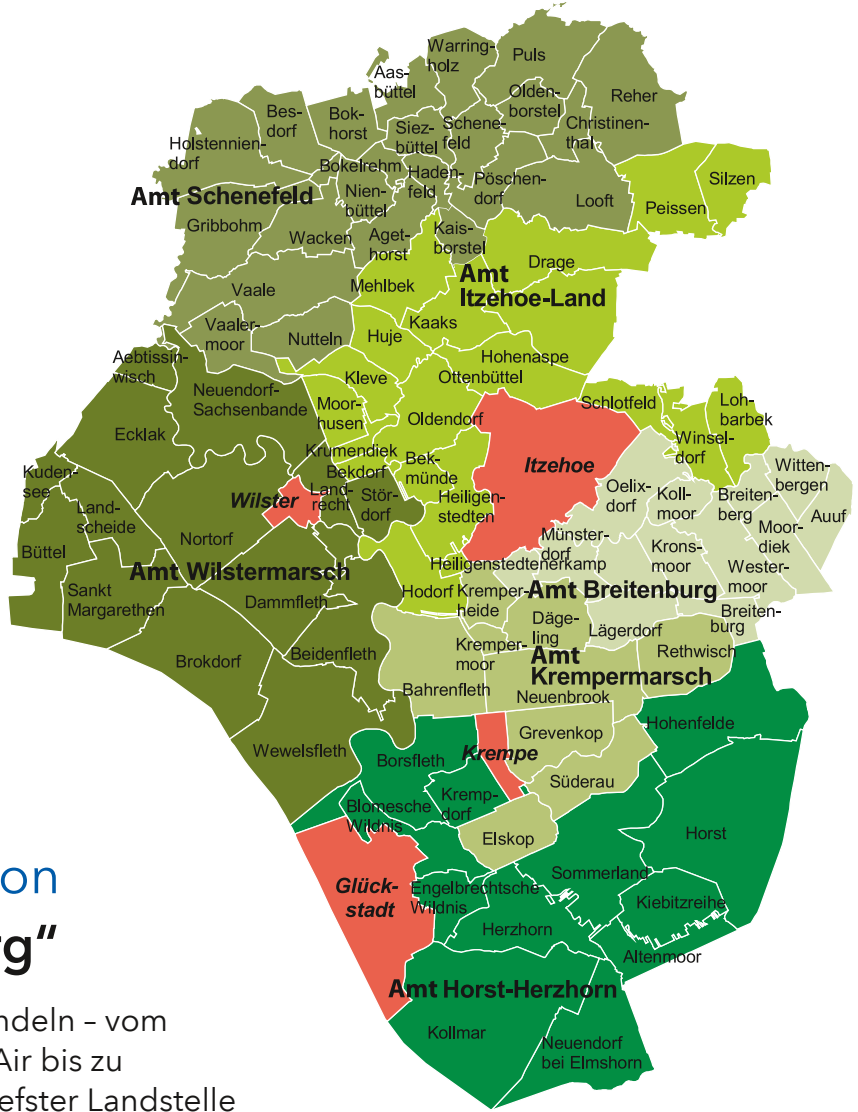 Warring-
holz
Puls
Aas-
büttel
Olden-
borstel
Reher
Bes-
dorf
Bok-
horst
Siez-
büttel
Schene-
feld
Christinen-
thal
Holstennien-
dorf
Bokelrehm
Haden-
feld
Pöschen-
dorf
Silzen
Amt Schenefeld
Nien-
büttel
Looft
Peissen
Gribbohm
Wacken
Aget-
horst
Kais-
borstel
Drage
Amt
Itzehoe-Land
Vaale
Mehlbek
Vaaler-
moor
Nutteln
Huje
Kaaks
Aebtissin-
wisch
Hohenaspe
Ottenbüttel
Neuendorf-
Sachsenbande
Kleve
Moor-
husen
Oldendorf
Schlotfeld
Loh-
barbek
Ecklak
Winsel-
dorf
Krumendiek
Bekdorf
Bek-
münde
Itzehoe
Kuden-
see
Witten-
bergen
Wilster
Land-
recht
Stör-
dorf
Heiligen-
stedten
Oelix-
dorf
Koll-
moor
Breiten-
berg
Land-
scheide
Auuf
Nortorf
Münster-
dorf
Moor-
diek
Büttel
Krons-
moor
Amt Wilstermarsch
Heiligenstedtenerkamp
Wester-
moor
Sankt
Margarethen
Dammfleth
Hodorf
Kremper-
heide
Amt Breitenburg
Breiten-
burg
Däge-
ling
Lägerdorf
Brokdorf
Beidenfleth
Kremper-
moor
Amt
Krempermarsch
Rethwisch
Bahrenfleth
Neuenbrook
Hohenfelde
Wewelsfleth
Borsfleth
Krempe
Grevenkop
Süderau
Blomesche
Wildnis
Kremp-
dorf
Horst
Elskop
on
Sommerland
Glück-
stadt
Engelbrechtsche
Wildnis
Kiebitzreihe
rg“
Herzhorn
Altenmoor
Amt Horst-Herzhorn
ndeln – vom
Kollmar
Neuendorf
bei Elmshorn
Air bis zu
efster Landstelle